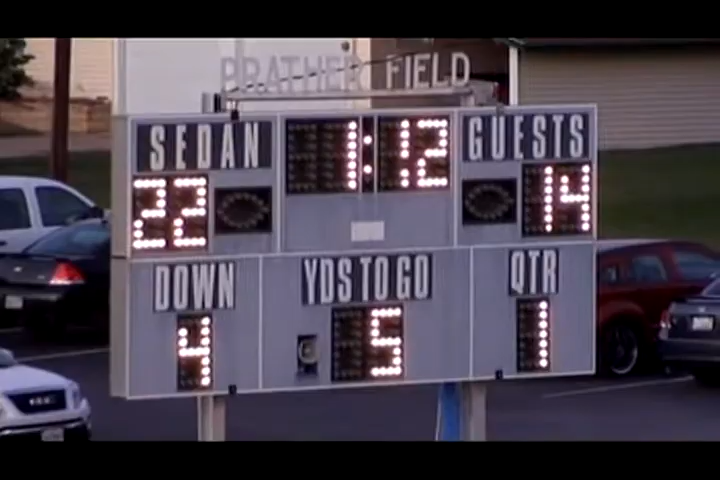 PRATHER FIELD
SEDAN 1:12 GUESTS
22 14
DOWN YDS TO GO QTR
4 5 1